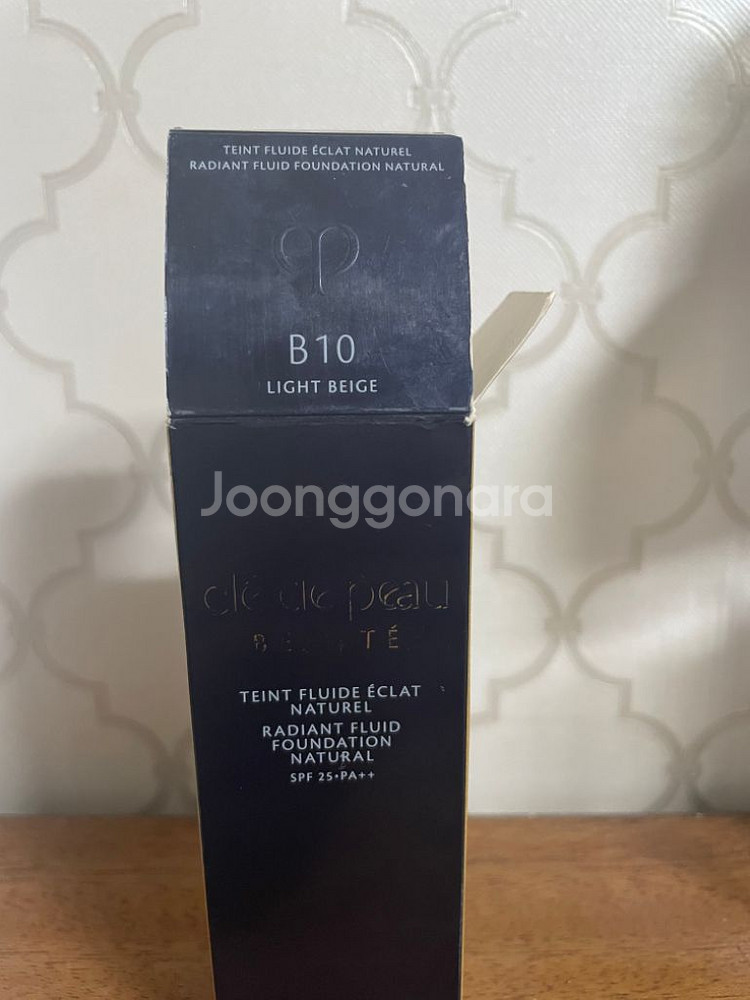 TEINT FLUIDE ÉCLAT NATUREL
RADIANT FLUID FOUNDATION NATURAL
B10
LIGHT BEIGE
Joonggonara
clé de peau
BEAUTÉ
TEINT FLUIDE ÉCLAT
NATUREL
RADIANT FLUID
FOUNDATION
NATURAL
SPF 25•PA++